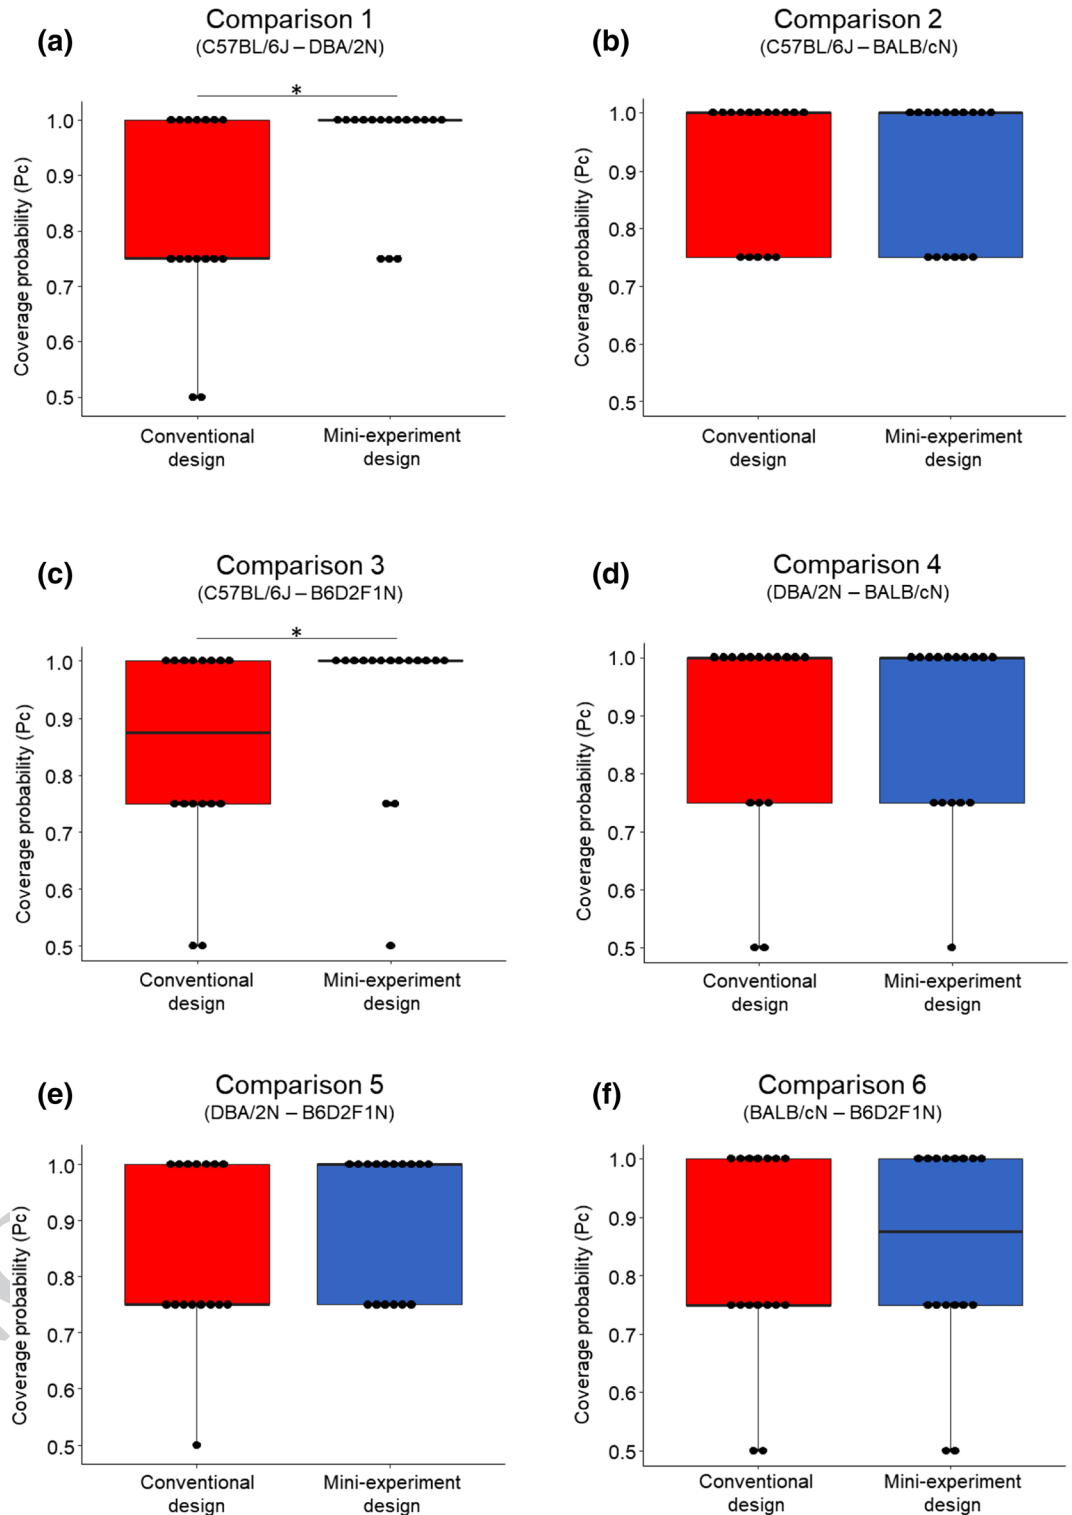 Comparison 1
(C57BL/6J – DBA/2N)
(a)
*
Coverage probability (Pc)
1.0
0.9
0.8
0.7
0.6
0.5
Conventional
design
Mini-experiment
design
Comparison 2
(C57BL/6J – BALB/cN)
(b)
Coverage probability (Pc)
1.0
0.9
0.8
0.7
0.6
0.5
Conventional
design
Mini-experiment
design
Comparison 3
(C57BL/6J – B6D2F1N)
(c)
*
Coverage probability (Pc)
1.0
0.9
0.8
0.7
0.6
0.5
Conventional
design
Mini-experiment
design
Comparison 4
(DBA/2N – BALB/cN)
(d)
Coverage probability (Pc)
1.0
0.9
0.8
0.7
0.6
0.5
Conventional
design
Mini-experiment
design
Comparison 5
(DBA/2N – B6D2F1N)
(e)
Coverage probability (Pc)
1.0
0.9
0.8
0.7
0.6
0.5
Conventional
design
Mini-experiment
design
Comparison 6
(BALB/cN – B6D2F1N)
(f)
Coverage probability (Pc)
1.0
0.9
0.8
0.7
0.6
0.5
Conventional
design
Mini-experiment
design